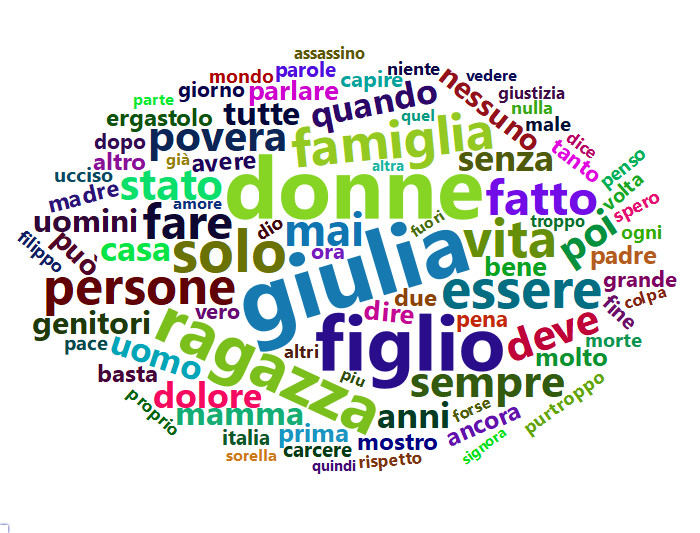 assassino
mondo parole niente vedere
giorno parlare capire nessuno giustizia
parte tutte quando quel nulla
ergastolo povera famiglia male
dopo già avere altra senza tanto dice
altro stato donne fatto penso
ucciso madre amore volta
uomini fare dio mai fuori troppo spero
filippo può casa solo ora vita poi ogni
giulia bene padre
persone essere grande
vero due fine colpa
genitori ragazza figlio dire pena deve morte
pace uomo altri molto
basta piu sempre
proprio dolore mamma anni forse purtroppo
italia prima mostro ancora
sorella carcere quindi rispetto signora